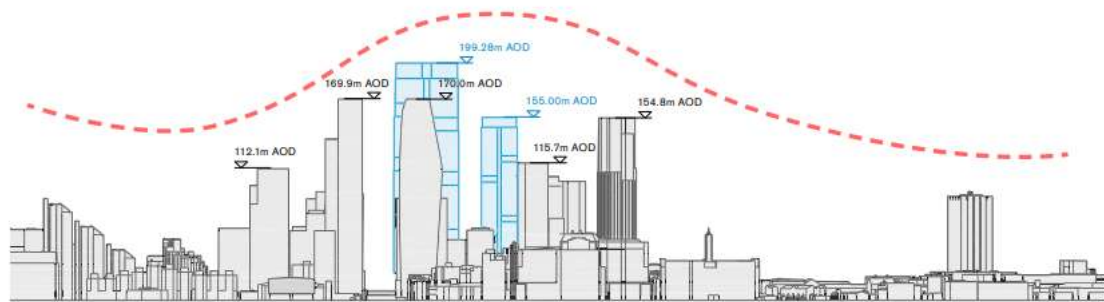 199.28m AOD
169.9m AOD
170.0m AOD
155.00m AOD
154.8m AOD
112.1m AOD
115.7m AOD